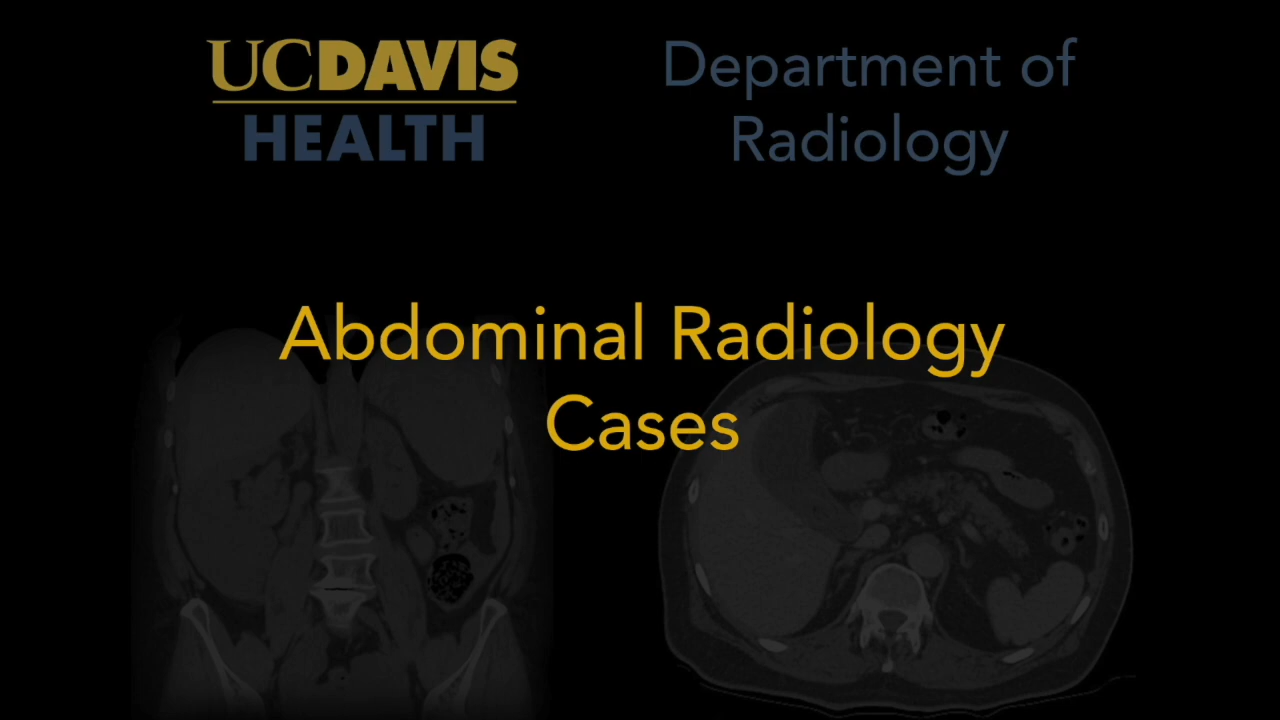 UCDAVIS
HEALTH
Department of
Radiology
Abdominal Radiology
Cases